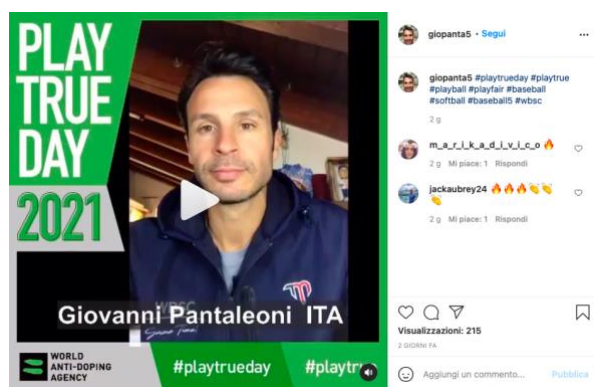 PLAY
TRUE
DAY
2021
WBSC
Giovanni Pantaleoni ITA
WORLD
ANTI-DOPING
AGENCY
#playtrueday
#playtr
giopanta5 • Segui
giopanta5 #playtrueday #playtrue
#playball #playfair #baseball
#softball #baseball5 #wbsc
2 g
m_a_r_i_k_a_d_i_v_i_c_o 🔥
2 g Mi piace: 1 Rispondi
jackaubrey24 🔥🔥🔥👏👏
👏
2 g Mi piace: 1 Rispondi
Visualizzazioni: 215
2 GIORNI FA
Aggiungi un commento...
Pubblica